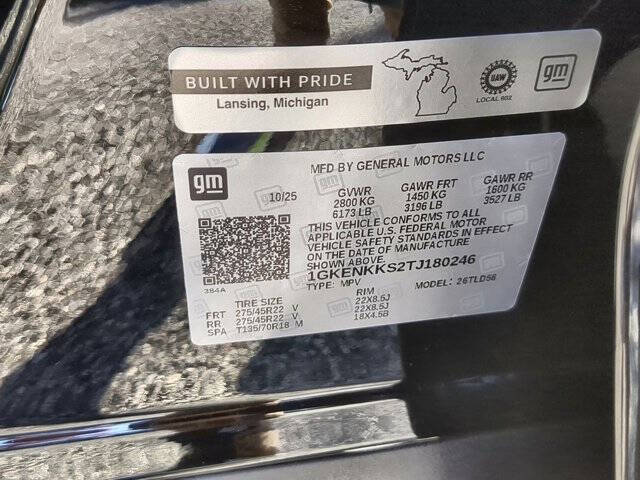 BUILT WITH PRIDE
Lansing, Michigan
UAW
LOCAL 602
gm
gm
MFD BY GENERAL MOTORS LLC
10/25 GVWR GAWR FRT GAWR RR
2800 KG 1450 KG 1600 KG
6173 LB 3196 LB 3527 LB
THIS VEHICLE CONFORMS TO ALL
APPLICABLE U.S. FEDERAL MOTOR
VEHICLE SAFETY STANDARDS IN EFFECT
ON THE DATE OF MANUFACTURE
SHOWN ABOVE.
1GKENKKS2TJ180246
384A TYPE: MPV MODEL: 26TLD56
TIRE SIZE RIM
FRT 275/45R22 V 22X8.5J
RR 275/45R22 V 22X8.5J
SPA T135/70R18 M 18X4.5B